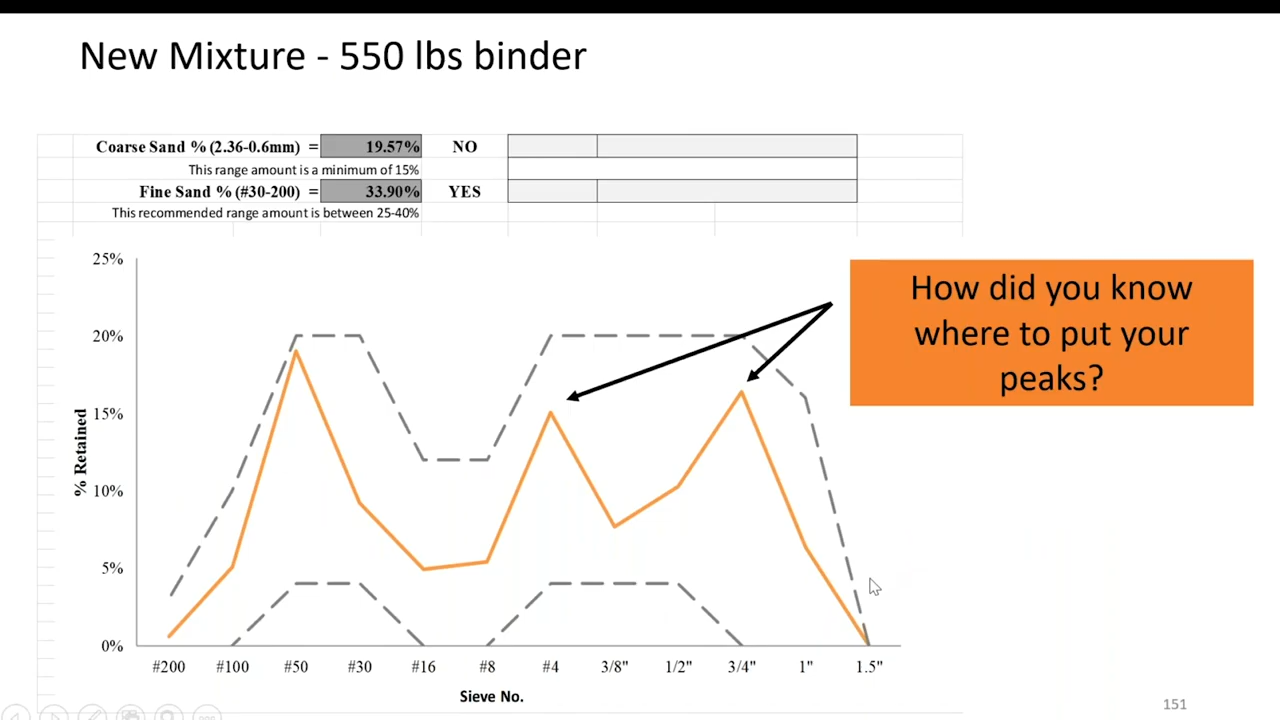 New Mixture - 550 lbs binder
Coarse Sand % (2.36-0.6mm) = 19.57% NO
This range amount is a minimum of 15%
Fine Sand % (#30-200) = 33.90% YES
This recommended range amount is between 25-40%
How did you know
where to put your
peaks?
25%
20%
15%
10%
5%
0%
% Retained
#200 #100 #50 #30 #16 #8 #4 3/8" 1/2" 3/4" 1" 1.5"
Sieve No.
151